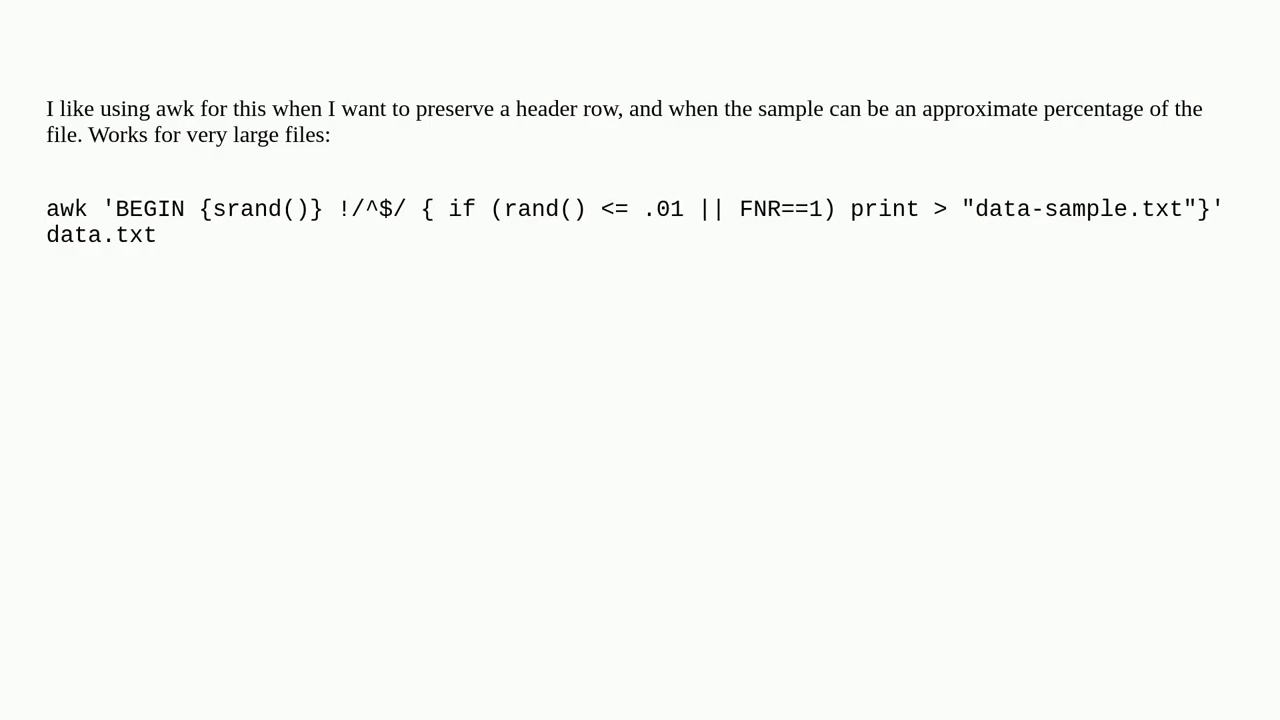 I like using awk for this when I want to preserve a header row, and when the sample can be an approximate percentage of the
file. Works for very large files:
awk 'BEGIN {srand()} !/^$/ { if (rand() <= .01 || FNR==1) print > "data-sample.txt"}'
data.txt